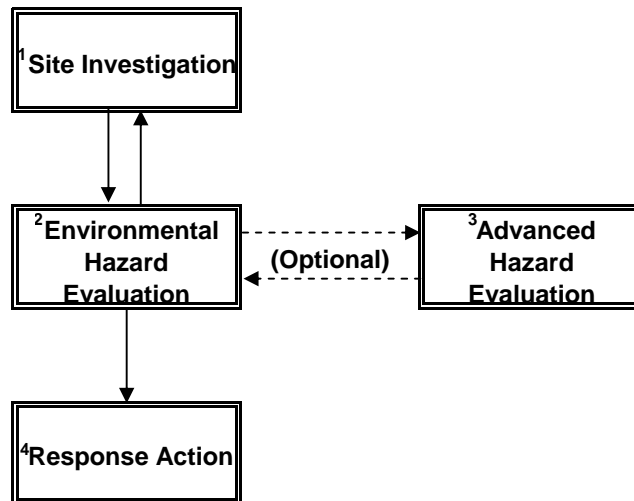 ¹Site Investigation
²Environmental
Hazard
Evaluation
(Optional)
³Advanced
Hazard
Evaluation
⁴Response Action